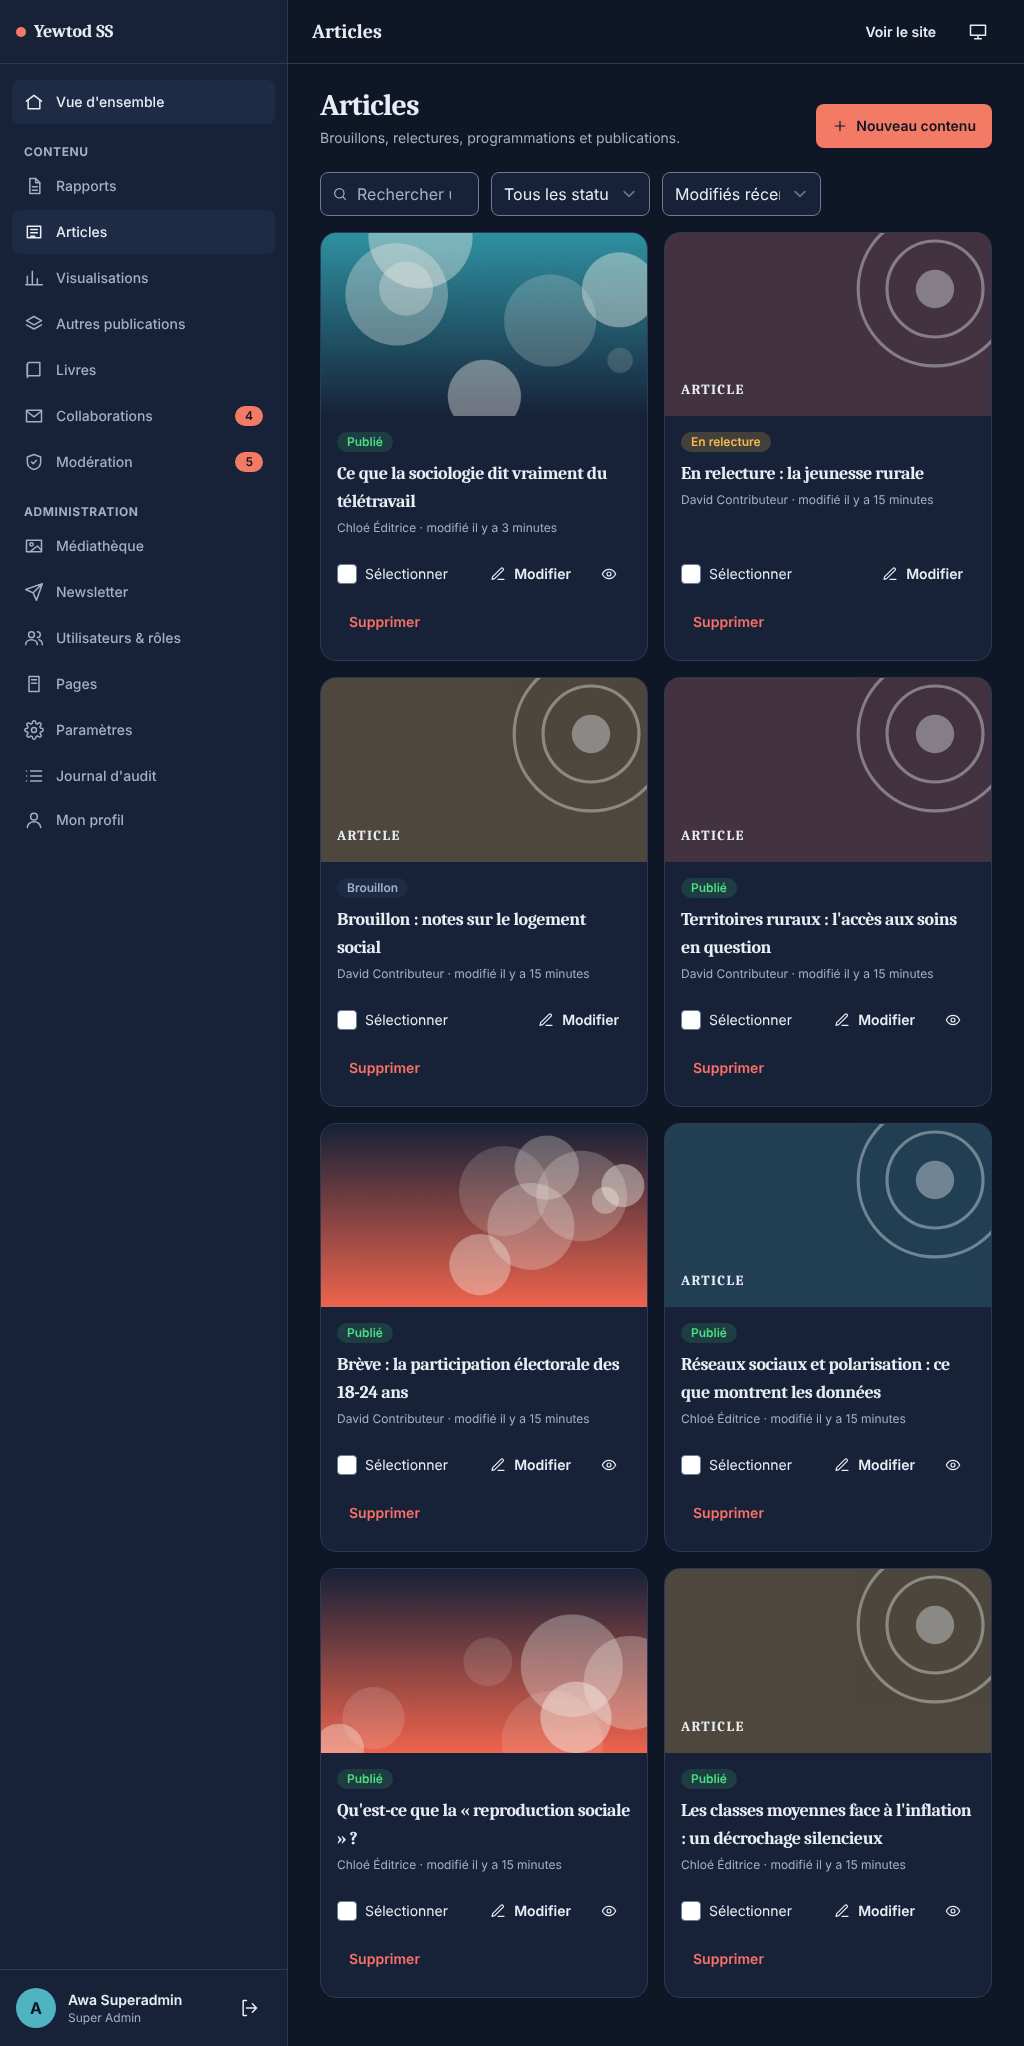 Yewtod SS
Articles
Voir le site
Vue d'ensemble
CONTENU
Rapports
Articles
Visualisations
Autres publications
Livres
Collaborations
4
Modération
5
ADMINISTRATION
Médiathèque
Newsletter
Utilisateurs & rôles
Pages
Paramètres
Journal d'audit
Mon profil
Awa Superadmin
Super Admin
A
Articles
Brouillons, relectures, programmations et publications.
Nouveau contenu
Rechercher
Tous les statu
Modifiés réce
Publié
Ce que la sociologie dit vraiment du
télétravail
Chloé Éditrice · modifié il y a 3 minutes
Sélectionner
Modifier
Supprimer
ARTICLE
En relecture
En relecture : la jeunesse rurale
David Contributeur · modifié il y a 15 minutes
Sélectionner
Modifier
Supprimer
ARTICLE
Brouillon
Brouillon : notes sur le logement
social
David Contributeur · modifié il y a 15 minutes
Sélectionner
Modifier
Supprimer
ARTICLE
Publié
Territoires ruraux : l'accès aux soins
en question
David Contributeur · modifié il y a 15 minutes
Sélectionner
Modifier
Supprimer
Publié
Brève : la participation électorale des
18-24 ans
David Contributeur · modifié il y a 15 minutes
Sélectionner
Modifier
Supprimer
ARTICLE
Publié
Réseaux sociaux et polarisation : ce
que montrent les données
Chloé Éditrice · modifié il y a 15 minutes
Sélectionner
Modifier
Supprimer
Publié
Qu'est-ce que la « reproduction sociale
» ?
Chloé Éditrice · modifié il y a 15 minutes
Sélectionner
Modifier
Supprimer
ARTICLE
Publié
Les classes moyennes face à l'inflation
: un décrochage silencieux
Chloé Éditrice · modifié il y a 15 minutes
Sélectionner
Modifier
Supprimer